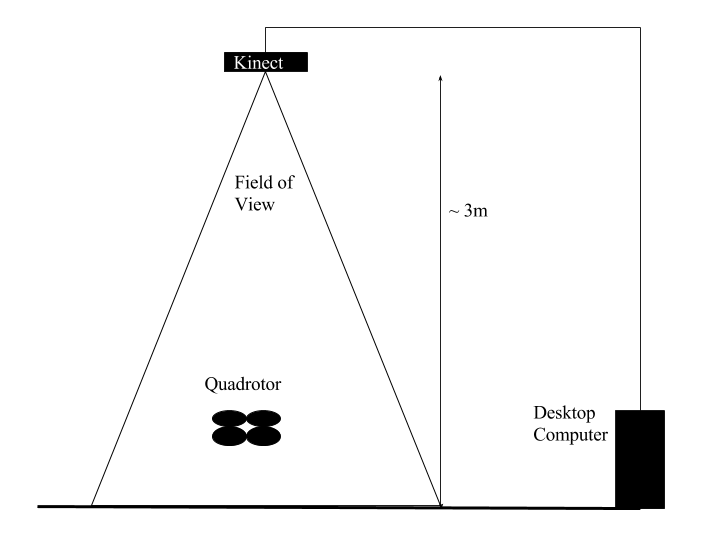 Kinect
Field of
View
~ 3m
Quadrotor
Desktop
Computer